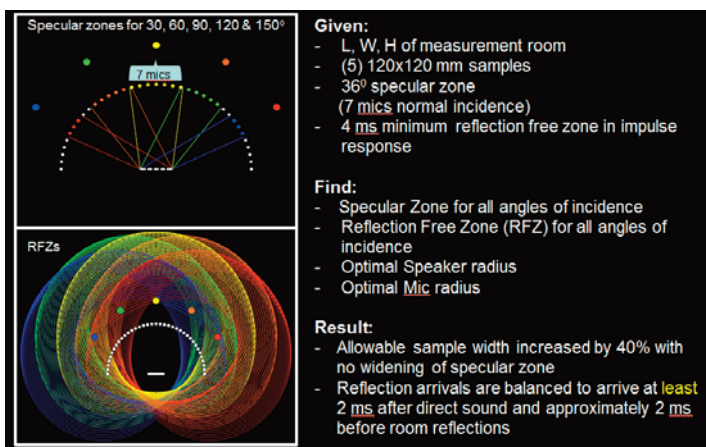 Specular zones for 30, 60, 90, 120 & 150⁰
7 mics
RFZs
Given:
- L, W, H of measurement room
- (5) 120x120 mm samples
- 36⁰ specular zone
(7 mics normal incidence)
- 4 ms minimum reflection free zone in impulse
response
Find:
- Specular Zone for all angles of incidence
- Reflection Free Zone (RFZ) for all angles of
incidence
- Optimal Speaker radius
- Optimal Mic radius
Result:
- Allowable sample width increased by 40% with
no widening of specular zone
- Reflection arrivals are balanced to arrive at least
2 ms after direct sound and approximately 2 ms
before room reflections